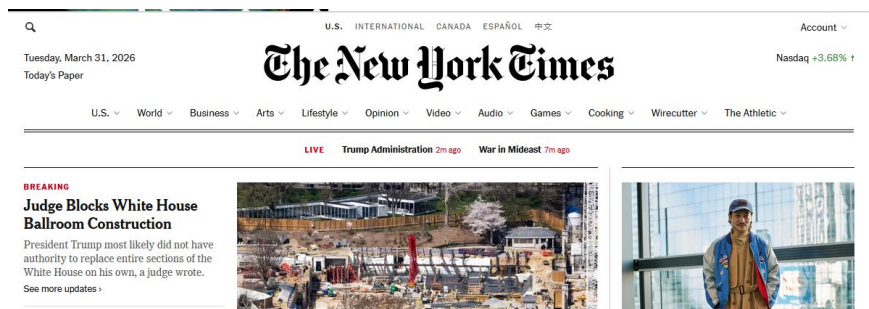 U.S. INTERNATIONAL CANADA ESPAÑOL 中文
Account
Tuesday, March 31, 2026
Today's Paper
The New York Times
Nasdaq +3.68% ↑
U.S. World Business Arts Lifestyle Opinion Video Audio Games Cooking Wirecutter The Athletic
LIVE Trump Administration 2m ago War in Mideast 7m ago
BREAKING
Judge Blocks White House
Ballroom Construction
President Trump most likely did not have
authority to replace entire sections of the
White House on his own, a judge wrote.
See more updates ›